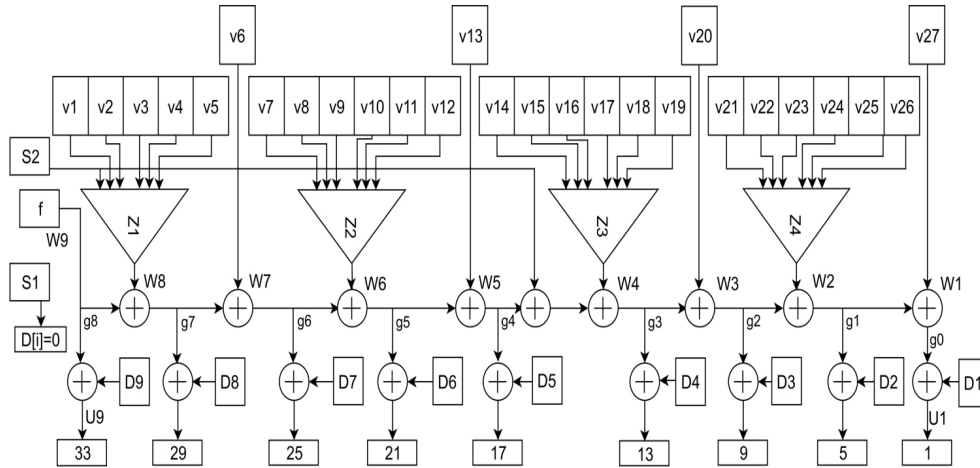 v6 v13 v20 v27
v1 v2 v3 v4 v5 v7 v8 v9 v10 v11 v12 v14 v15 v16 v17 v18 v19 v21 v22 v23 v24 v25 v26
S2
f Z1 Z2 Z3 Z4
W9
S1 W8 W7 W6 W5 W4 W3 W2 W1
g8 g7 g6 g5 g4 g3 g2 g1 g0
D[i]=0
D9 D8 D7 D6 D5 D4 D3 D2 D1
U9 U1
33 29 25 21 17 13 9 5 1